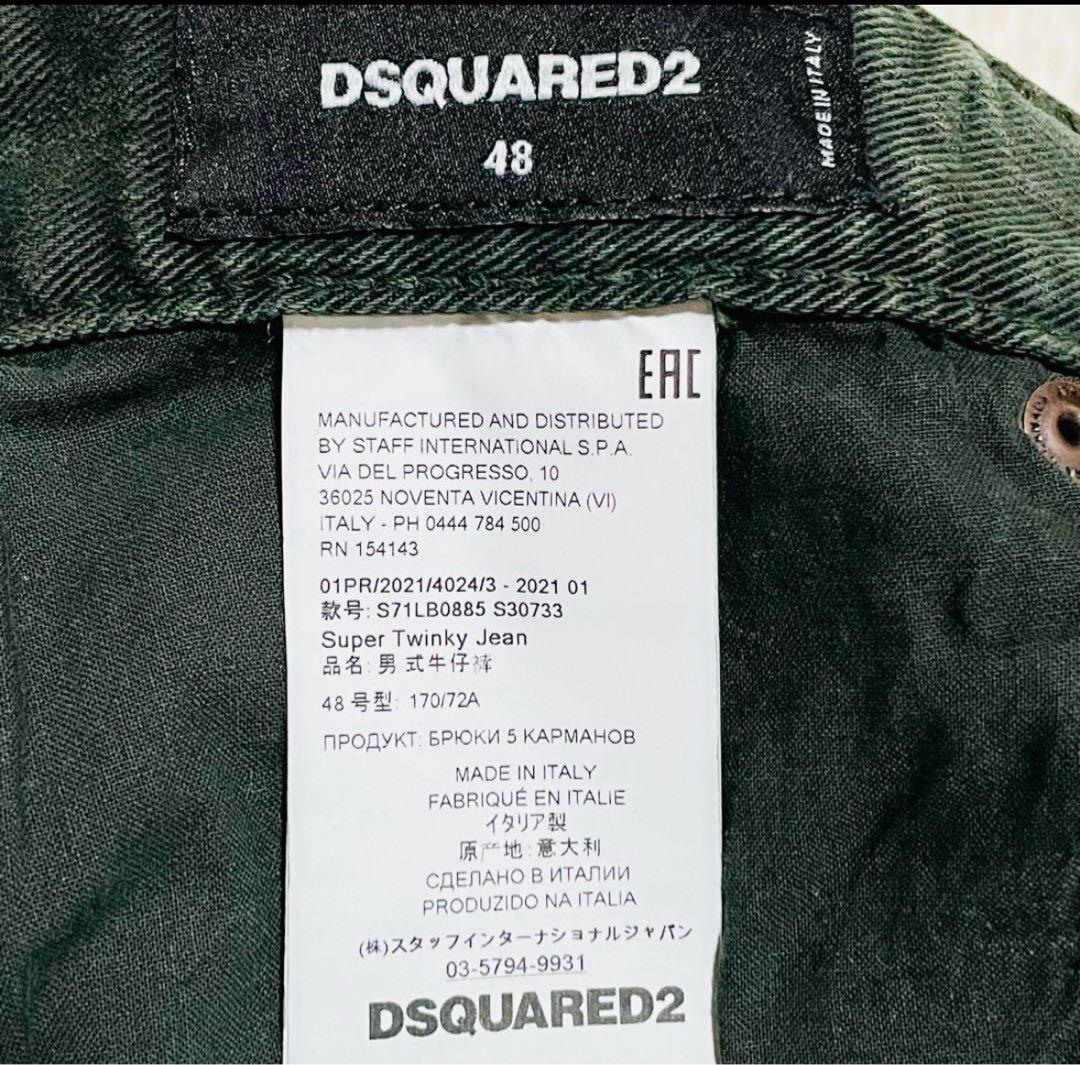 DSQUARED2
48
MADE IN ITALY
EAC
MANUFACTURED AND DISTRIBUTED
BY STAFF INTERNATIONAL S.P.A.
VIA DEL PROGRESSO, 10
36025 NOVENTA VICENTINA (VI)
ITALY - PH 0444 784 500
RN 154143
01PR/2021/4024/3 - 2021 01
款号: S71LB0885 S30733
Super Twinky Jean
品名: 男式牛仔裤
48 号型: 170/72A
ПРОДУКТ: БРЮКИ 5 КАРМАНОВ
MADE IN ITALY
FABRIQUÉ EN ITALIE
イタリア製
原产地: 意大利
СДЕЛАНО В ИТАЛИИ
PRODUZIDO NA ITALIA
(株)スタッフインターナショナルジャパン
03-5794-9931
DSQUARED2